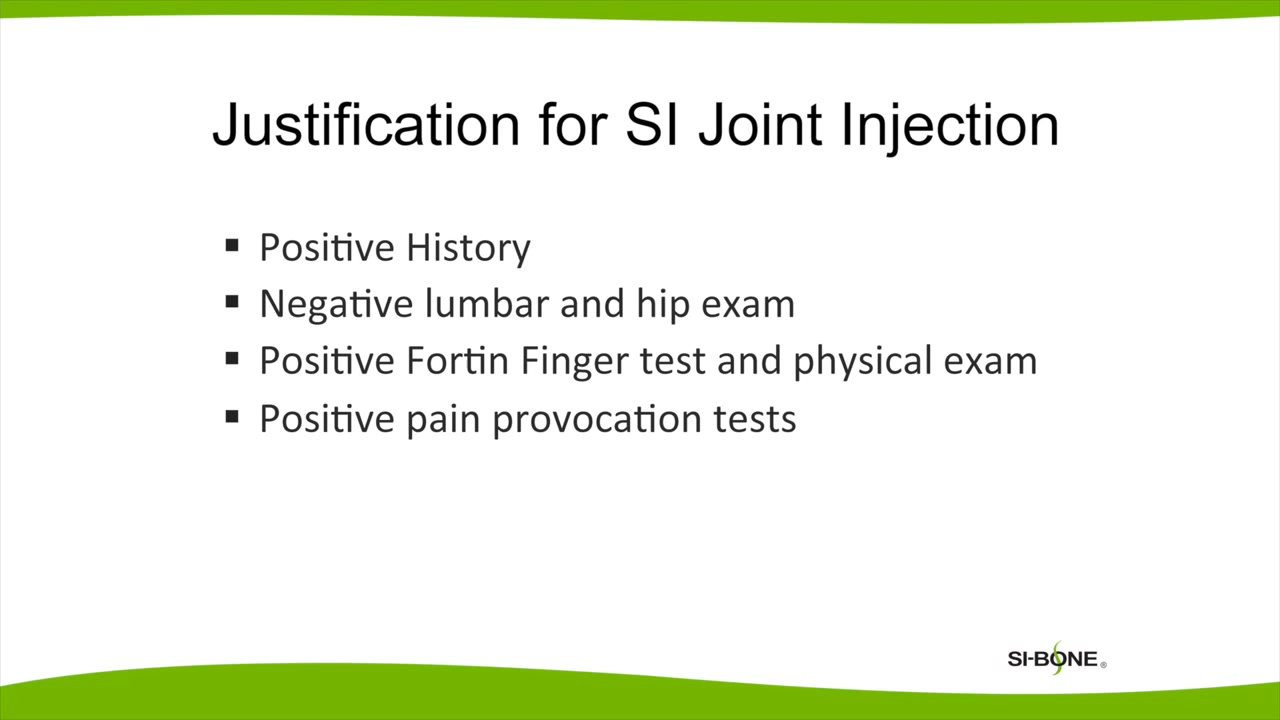 Justification for SI Joint Injection
▪ Positive History
▪ Negative lumbar and hip exam
▪ Positive Fortin Finger test and physical exam
▪ Positive pain provocation tests
SI-BONE®